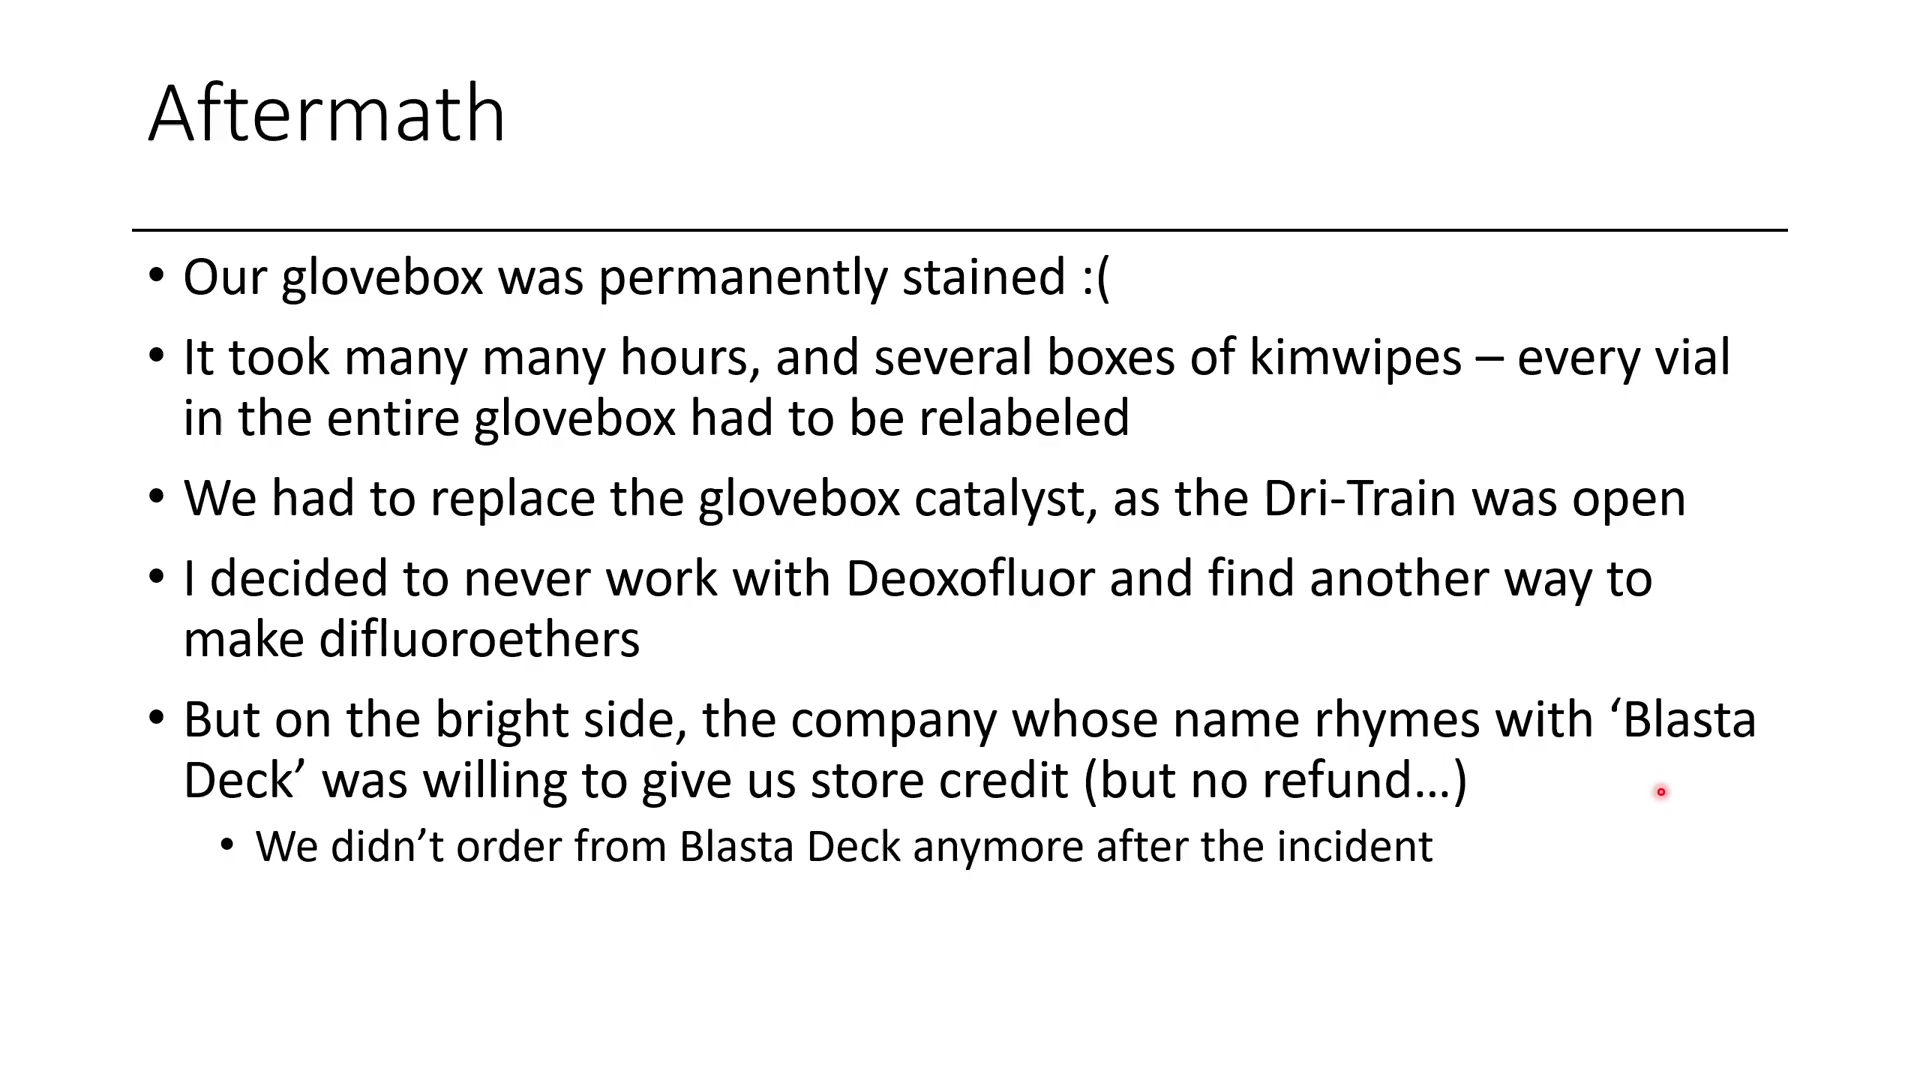 Aftermath
• Our glovebox was permanently stained :(
• It took many many hours, and several boxes of kimwipes – every vial
in the entire glovebox had to be relabeled
• We had to replace the glovebox catalyst, as the Dri-Train was open
• I decided to never work with Deoxofluor and find another way to
make difluoroethers
• But on the bright side, the company whose name rhymes with ‘Blasta
Deck’ was willing to give us store credit (but no refund…)
• We didn’t order from Blasta Deck anymore after the incident